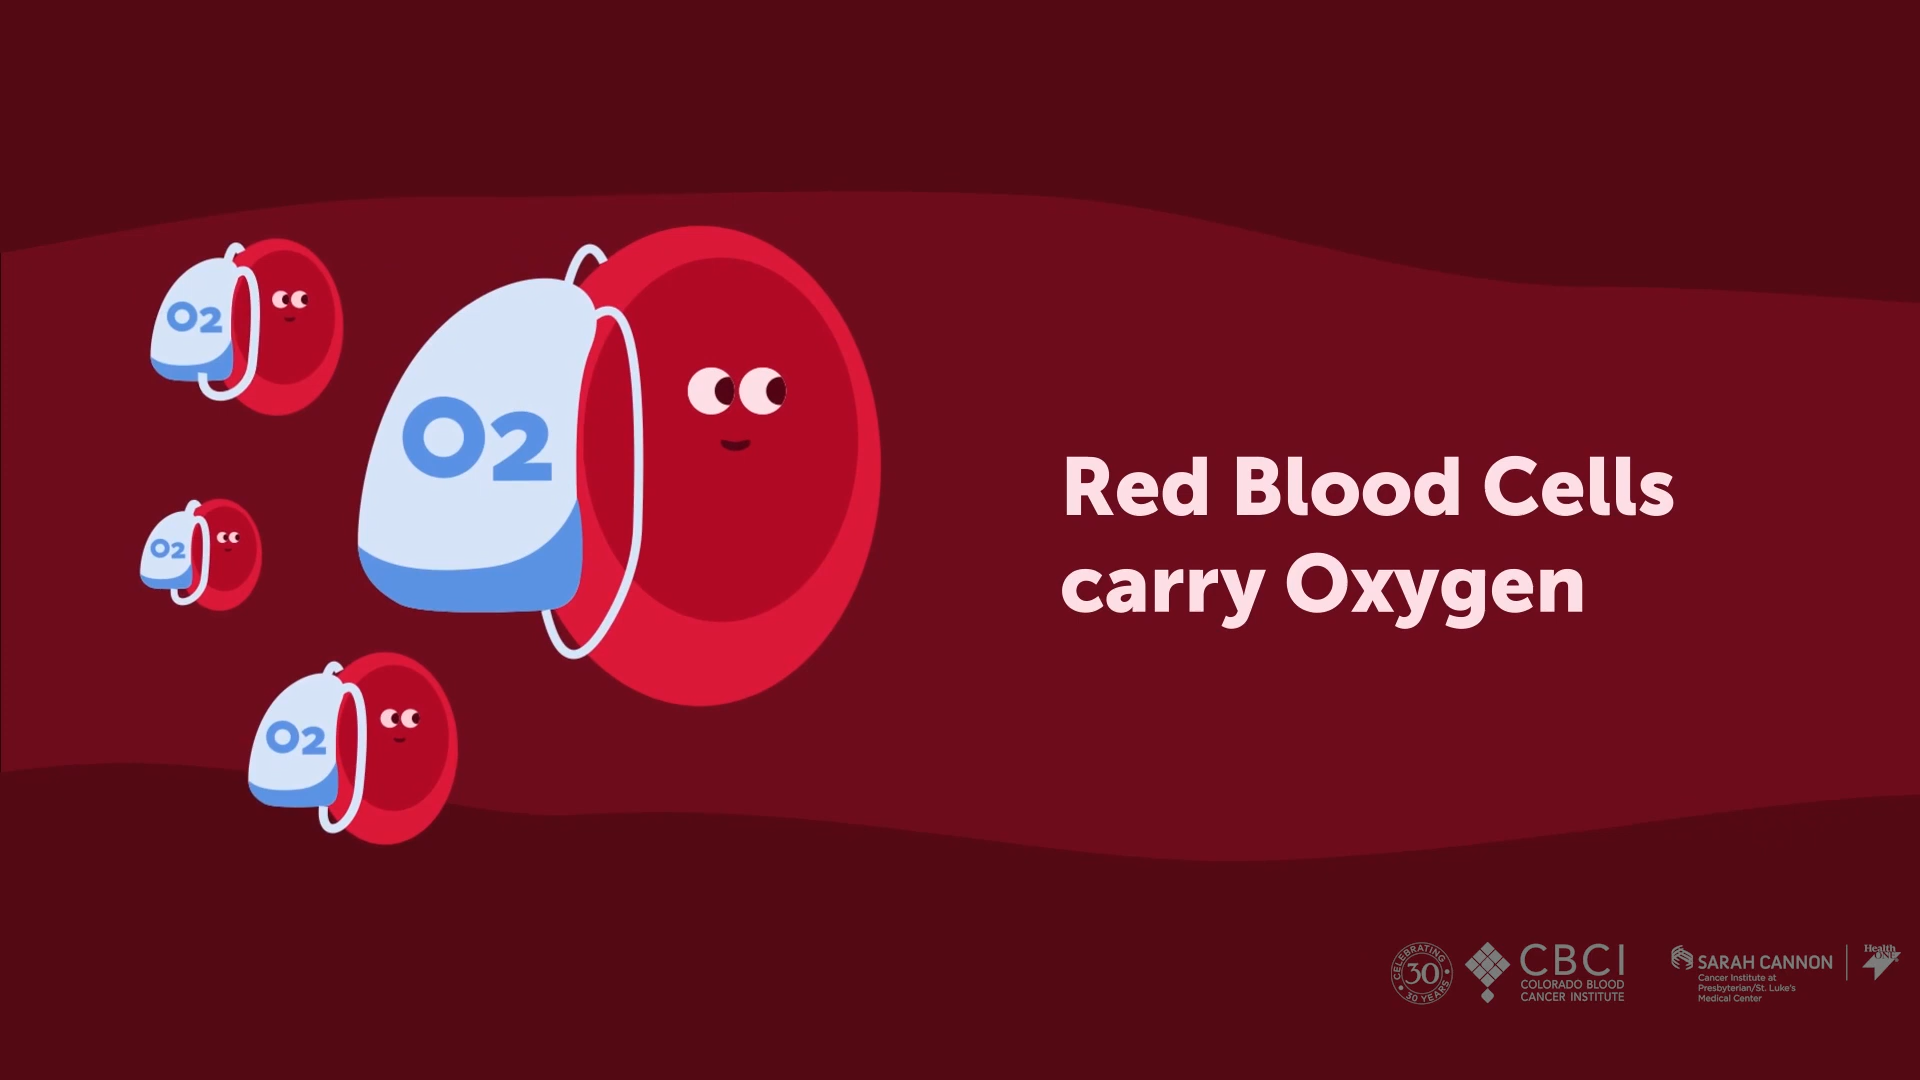 O2
O2
O2
O2
Red Blood Cells
carry Oxygen
CELEBRATING
30
30 YEARS
CBCI
COLORADO BLOOD
CANCER INSTITUTE
SARAH CANNON
Cancer Institute at
Presbyterian/St. Luke's
Medical Center
Health
ONE